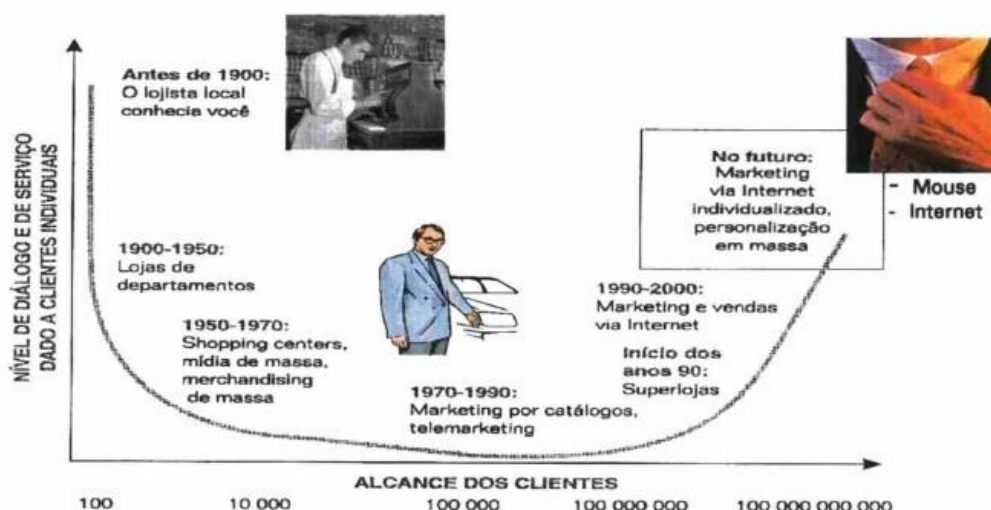 Antes de 1900:
O lojista local
conhecia você
No futuro:
Marketing
via Internet
individualizado,
personalização
em massa
- Mouse
- Internet
NÍVEL DE DIÁLOGO E DE SERVIÇO
DADO A CLIENTES INDIVIDUAIS
1900-1950:
Lojas de
departamentos
1950-1970:
Shopping centers,
mídia de massa,
merchandising
de massa
1970-1990:
Marketing por catálogos,
telemarketing
1990-2000:
Marketing e vendas
via Internet
Início dos
anos 90:
Superlojas
ALCANCE DOS CLIENTES
100 10 000 100 000 100 000 000 100 000 000 000